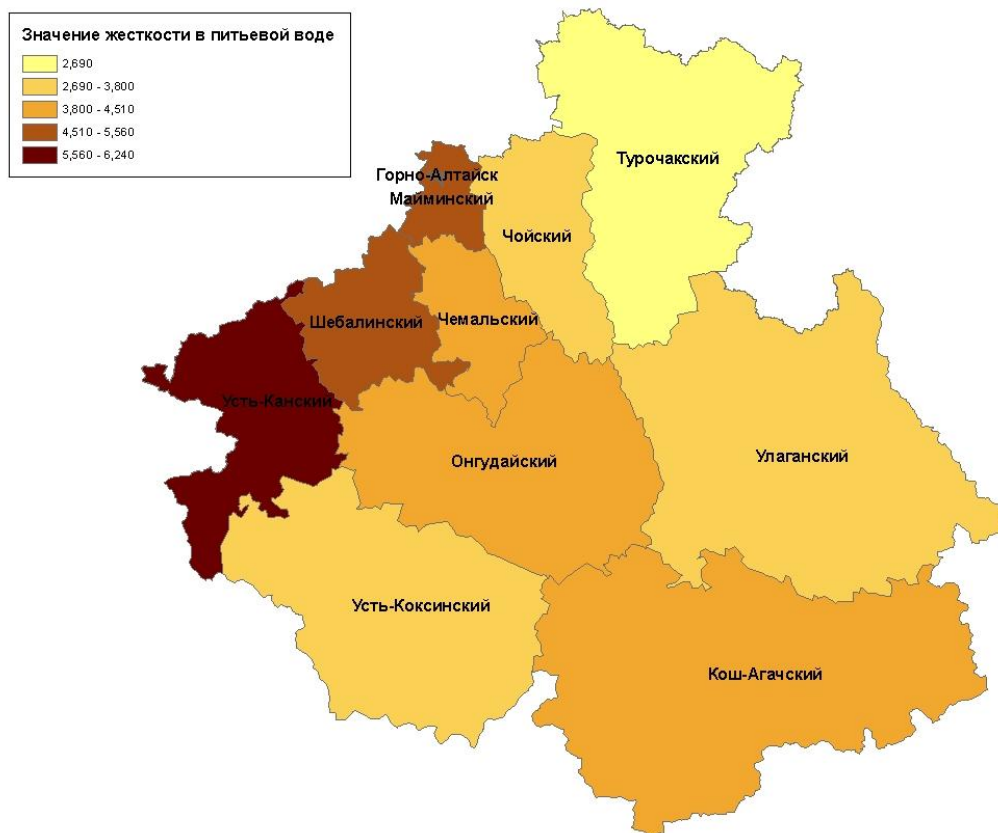 Значение жесткости в питьевой воде
2,690
2,690 - 3,800
3,800 - 4,510
4,510 - 5,560
5,560 - 6,240
Турочакский
Горно-Алтайск
Майминский
Чойский
Шебалинский
Чемальский
Усть-Канский
Онгудайский
Улаганский
Усть-Коксинский
Кош-Агачский